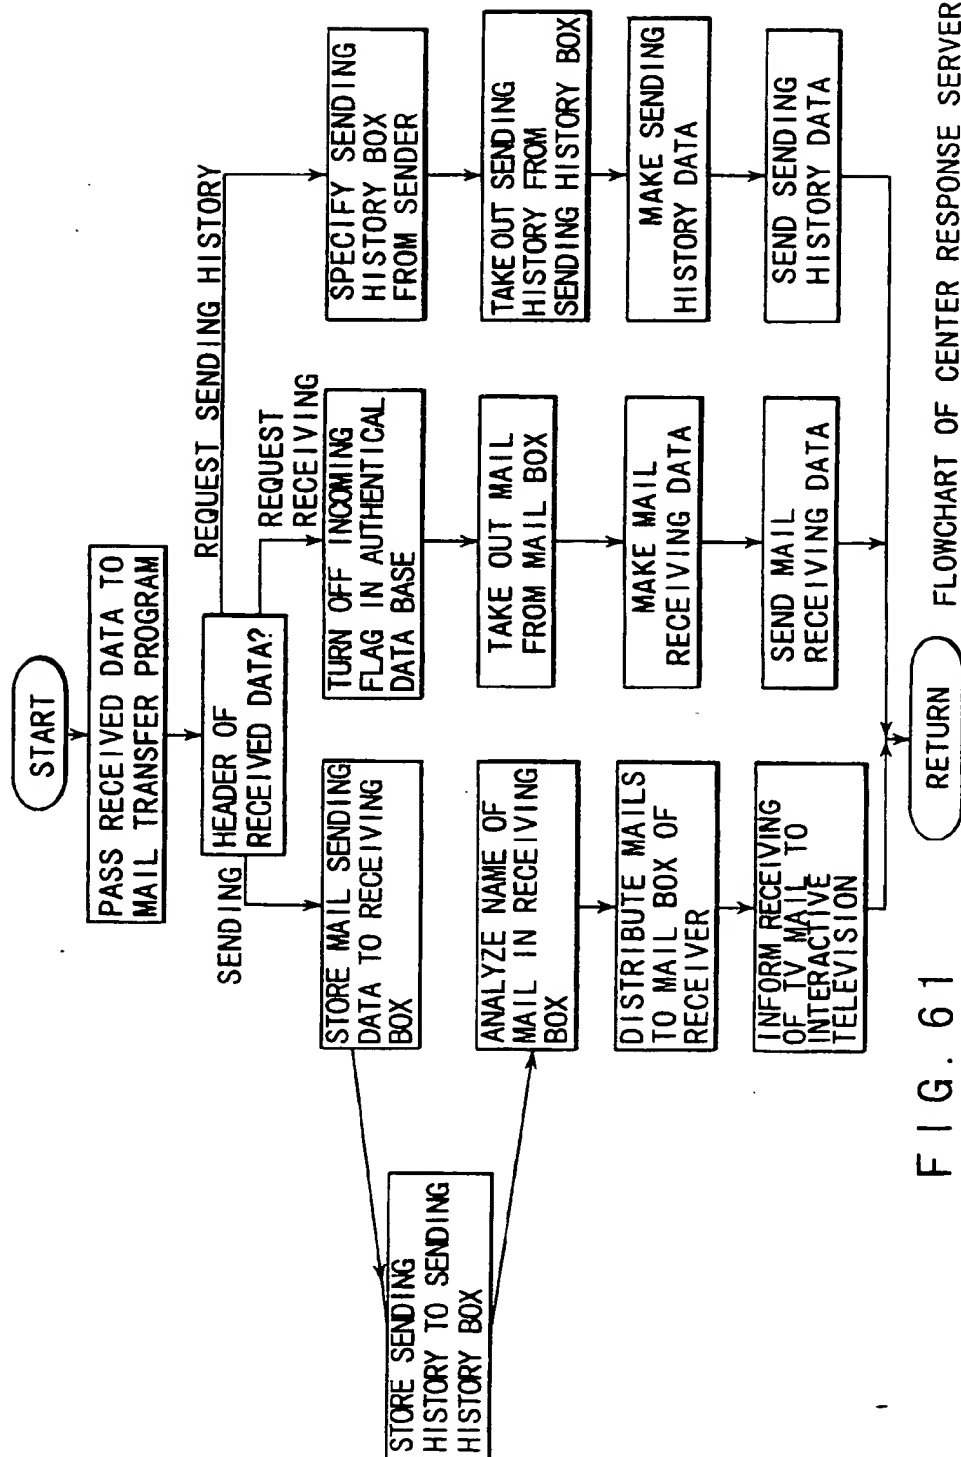 START
PASS RECEIVED DATA TO
MAIL TRANSFER PROGRAM
HEADER OF
RECEIVED DATA?
SENDING
REQUEST
RECEIVING
REQUEST SENDING HISTORY
STORE MAIL SENDING
DATA TO RECEIVING
BOX
STORE SENDING
HISTORY TO SENDING
HISTORY BOX
ANALYZE NAME OF
MAIL IN RECEIVING
BOX
DISTRIBUTE MAILS
TO MAIL BOX OF
RECEIVER
INFORM RECEIVING
OF TV MAIL TO
INTERACTIVE
TELEVISION
TURN OFF INCOMING
FLAG IN AUTHENTICAL
DATA BASE
TAKE OUT MAIL
FROM MAIL BOX
MAKE MAIL
RECEIVING DATA
SEND MAIL
RECEIVING DATA
SPECIFY SENDING
HISTORY BOX
FROM SENDER
TAKE OUT SENDING
HISTORY FROM
SENDING HISTORY BOX
MAKE SENDING
HISTORY DATA
SEND SENDING
HISTORY DATA
RETURN
FIG. 61
FLOWCHART OF CENTER RESPONSE SERVER